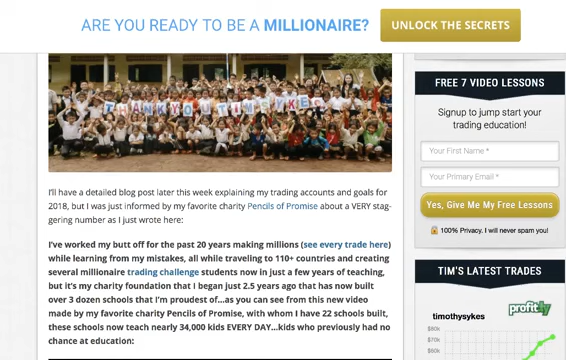 ARE YOU READY TO BE A MILLIONAIRE?
UNLOCK THE SECRETS
THANK YOU TIM SYKES
I'll have a detailed blog post later this week explaining my trading accounts and goals for
2018, but I was just informed by my favorite charity Pencils of Promise about a VERY stag-
gering number as I just wrote here:
I've worked my butt off for the past 20 years making millions (see every trade here)
while learning from my mistakes, all while traveling to 110+ countries and creating
several millionaire trading challenge students now in just a few years of teaching,
but it's my charity foundation that I began just 2.5 years ago that has now built
over 3 dozen schools that I'm proudest of...as you can see from this new video
made by my favorite charity Pencils of Promise, with whom I have 22 schools built,
these schools now teach nearly 34,000 kids EVERY DAY...kids who previously had no
chance at education:
FREE 7 VIDEO LESSONS
Signup to jump start your
trading education!
Your First Name *
Your Primary Email *
Yes, Give Me My Free Lessons
100% Privacy. I will never spam you!
TIM'S LATEST TRADES
profitly
timothysykes
$80k
$70k
$60k